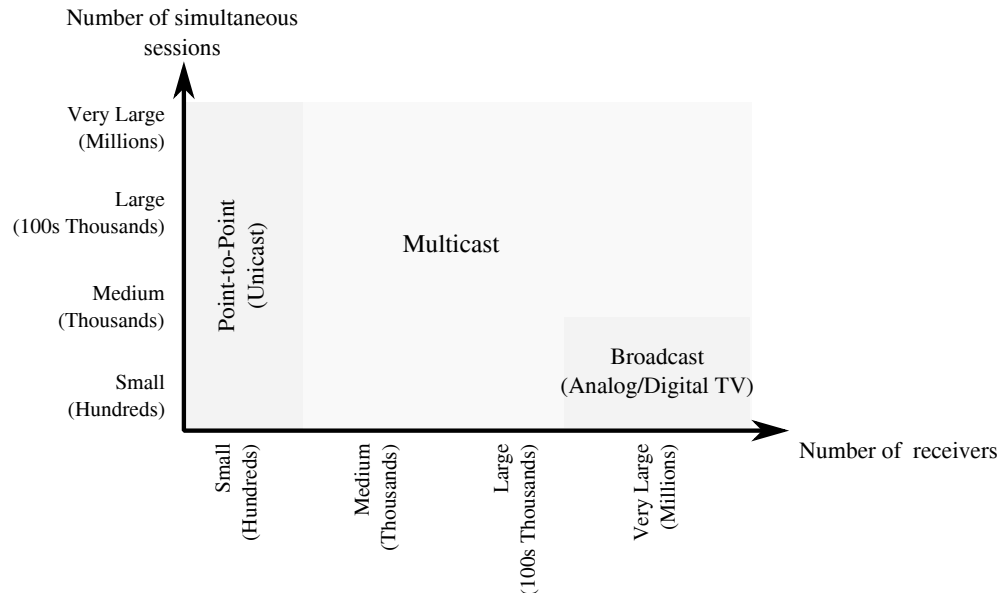 Number of simultaneous
sessions
Very Large
(Millions)
Large
(100s Thousands)
Medium
(Thousands)
Small
(Hundreds)
Point-to-Point
(Unicast)
Multicast
Broadcast
(Analog/Digital TV)
Number of receivers
Small
(Hundreds)
Medium
(Thousands)
Large
(100s Thousands)
Very Large
(Millions)